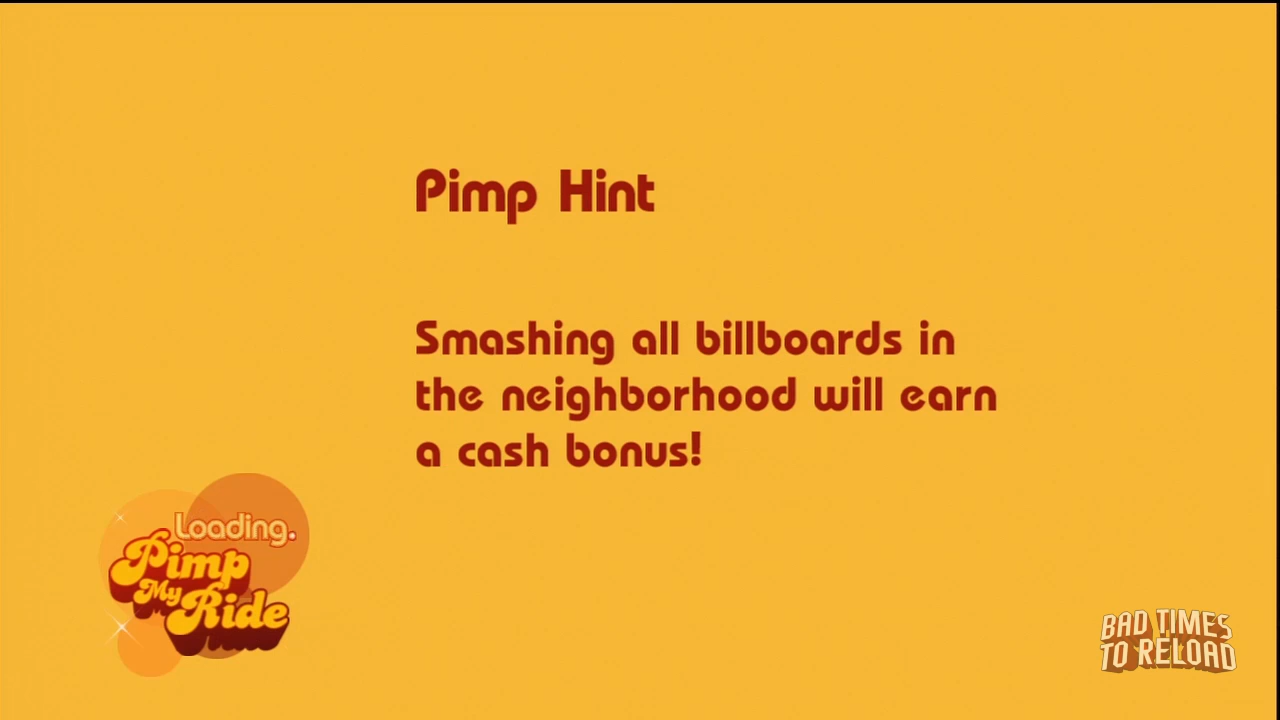 Pimp Hint
Smashing all billboards in
the neighborhood will earn
a cash bonus!
Loading.
Pimp
My
Ride
BAD TIMES
TO RELOAD